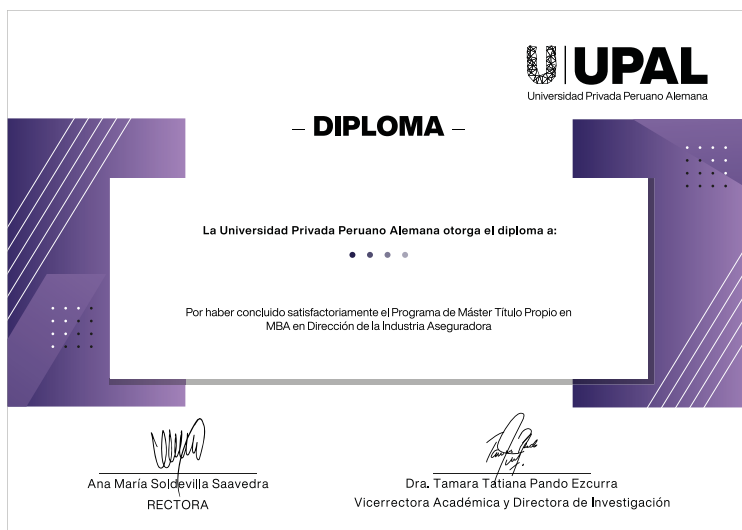 UPAL
Universidad Privada Peruano Alemana
– DIPLOMA –
La Universidad Privada Peruano Alemana otorga el diploma a:
Por haber concluido satisfactoriamente el Programa de Máster Título Propio en
MBA en Dirección de la Industria Aseguradora
Ana María Soldevilla Saavedra
RECTORA
Dra. Tamara Tatiana Pando Ezcurra
Vicerrectora Académica y Directora de Investigación